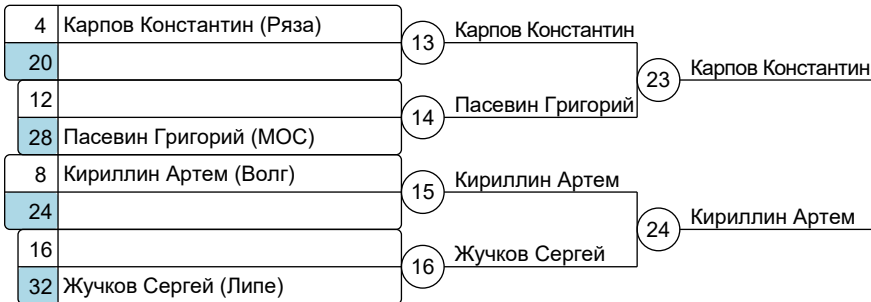 4 Карпов Константин (Ряза)
13 Карпов Константин
20
23 Карпов Константин
12
14 Пасевин Григорий
28 Пасевин Григорий (МОС)
8 Кириллин Артем (Волг)
15 Кириллин Артем
24
24 Кириллин Артем
16
16 Жучков Сергей
32 Жучков Сергей (Липе)